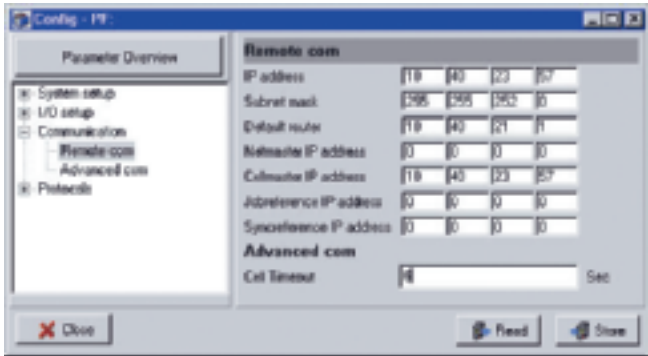 Config - PF:
Parameter Overview
System setup
I/O setup
Communication
Remote com
Advanced com
Protocols
Remote com
IP address 10 40 23 57
Subnet mask 255 255 252 0
Default router 10 40 21 1
Netmaster IP address 0 0 0 0
Cellmaster IP address 10 40 23 57
Jobreference IP address 0 0 0 0
Syncreference IP address 0 0 0 0
Advanced com
Cell Timeout
Sec
Close
Read
Store